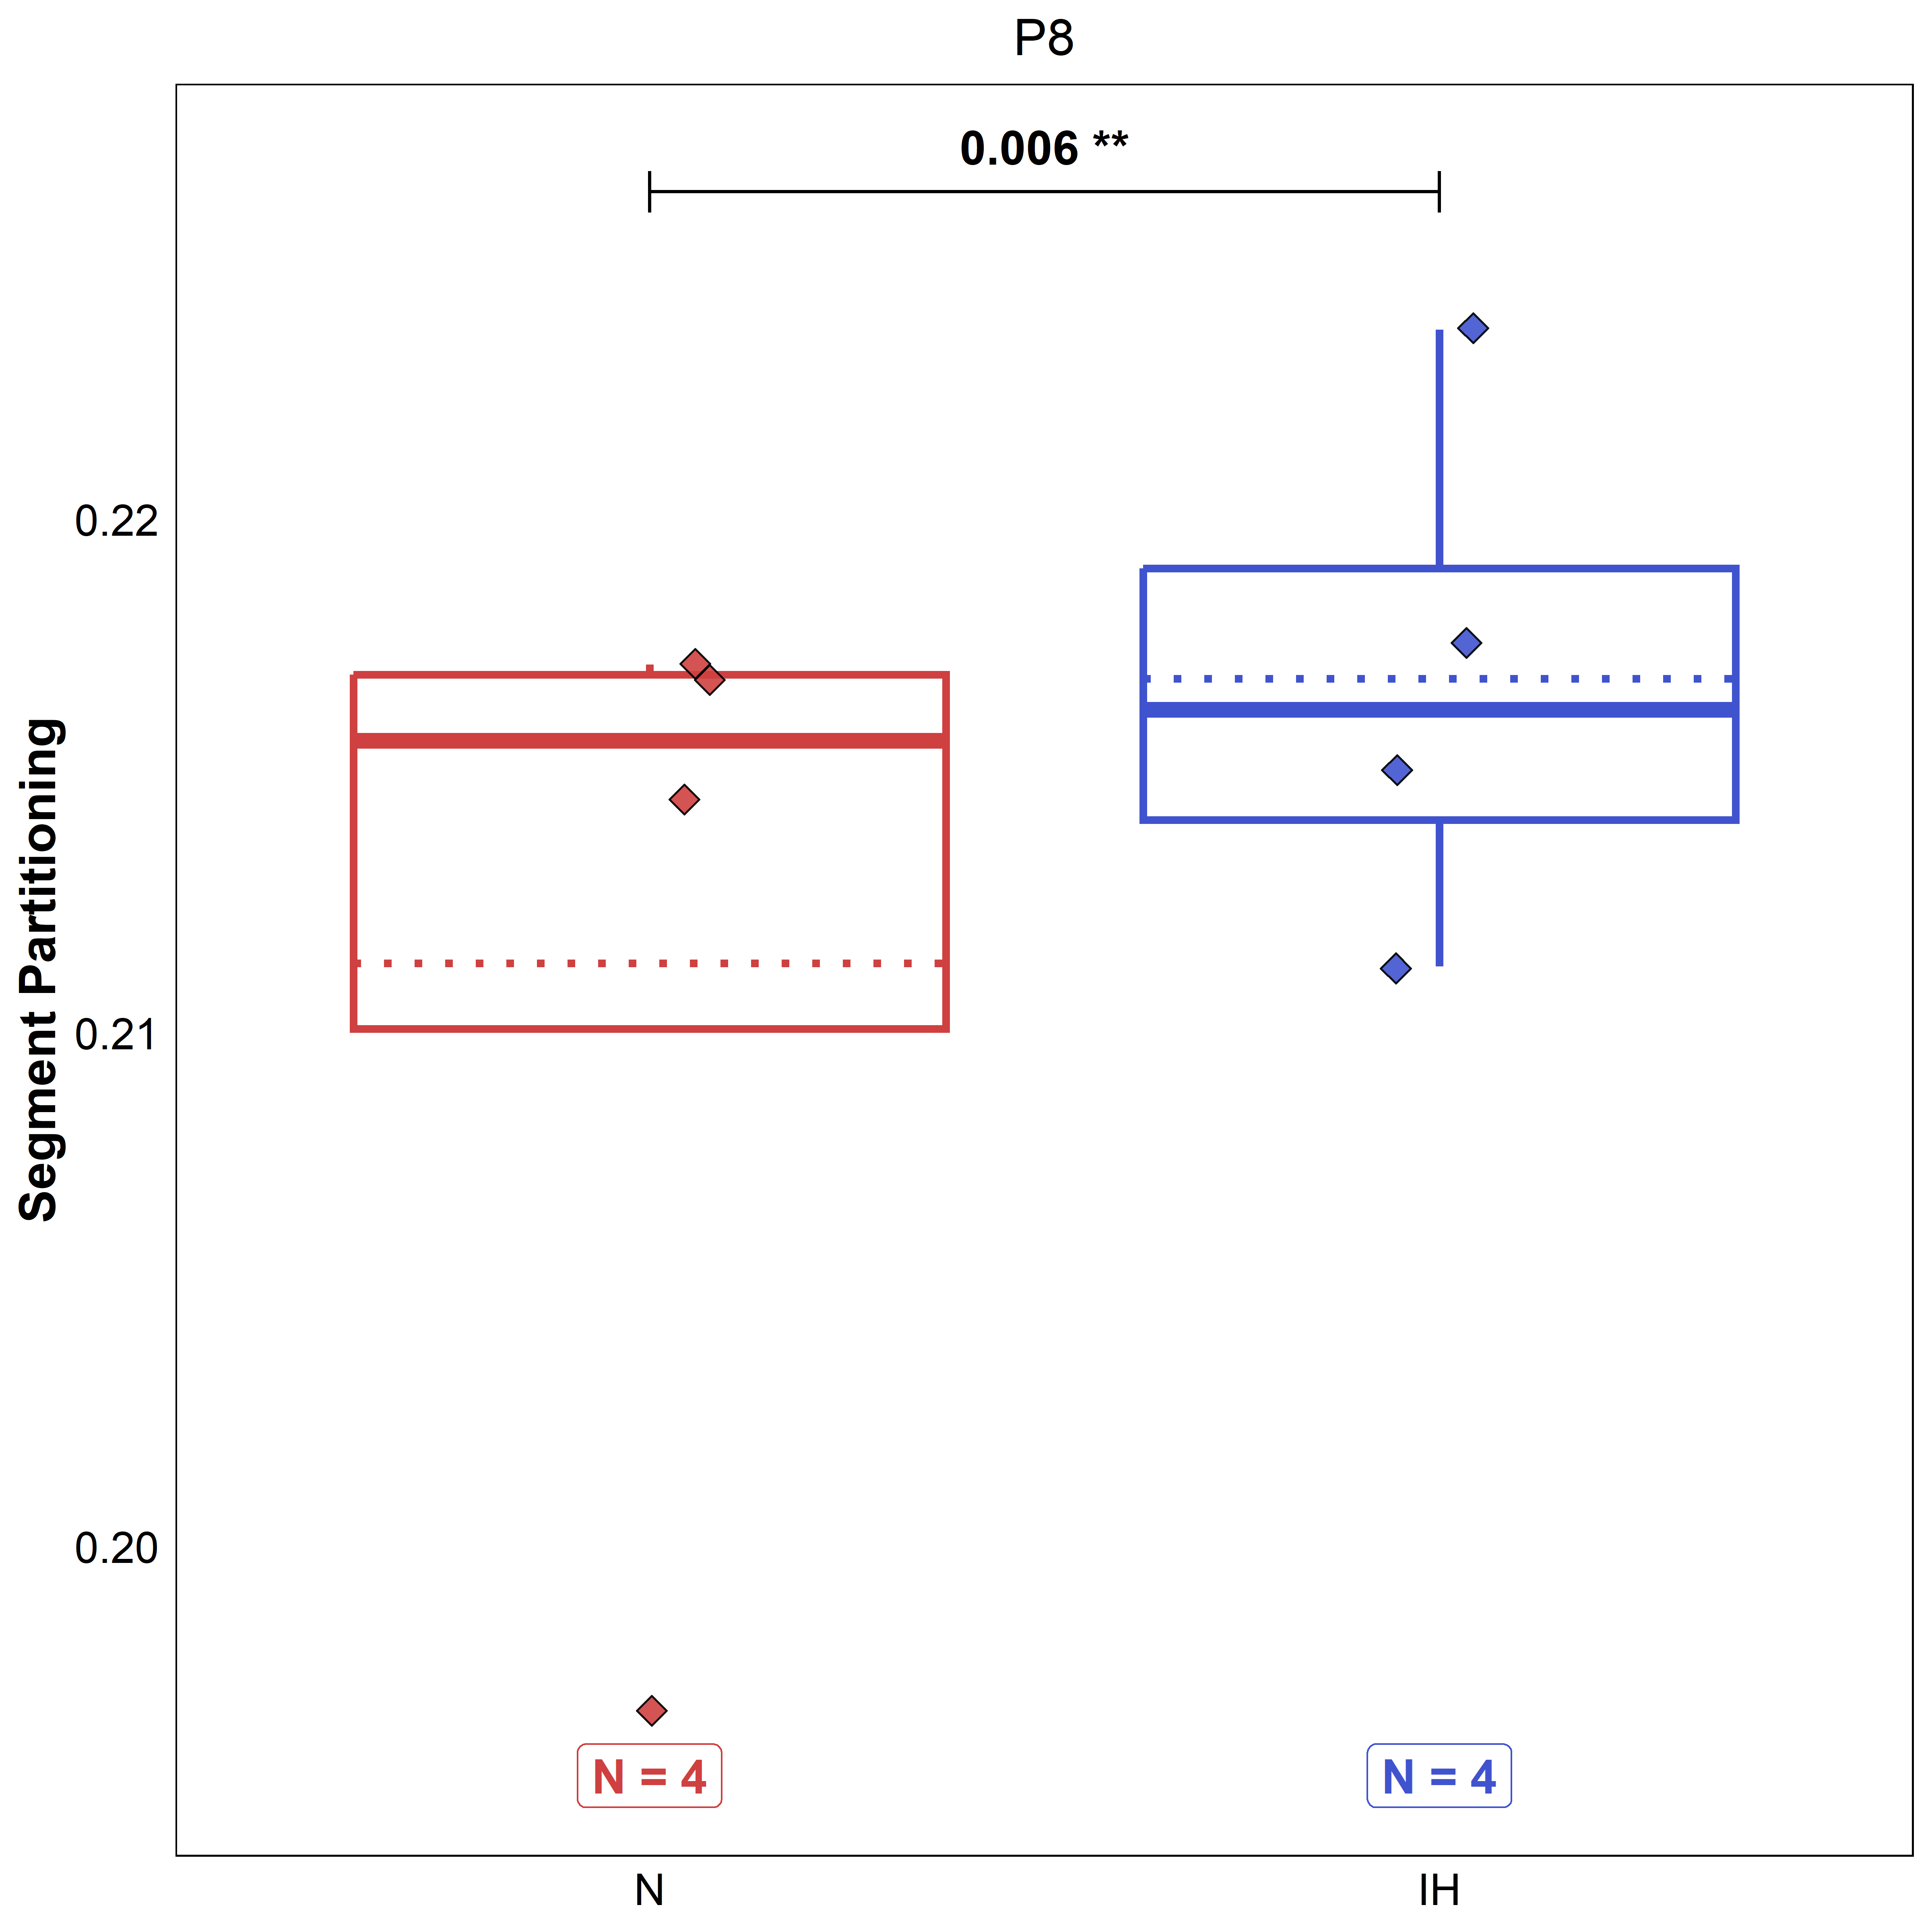 P8
0.006 **
Segment Partitioning
0.22
0.21
0.20
N = 4
N = 4
N
IH